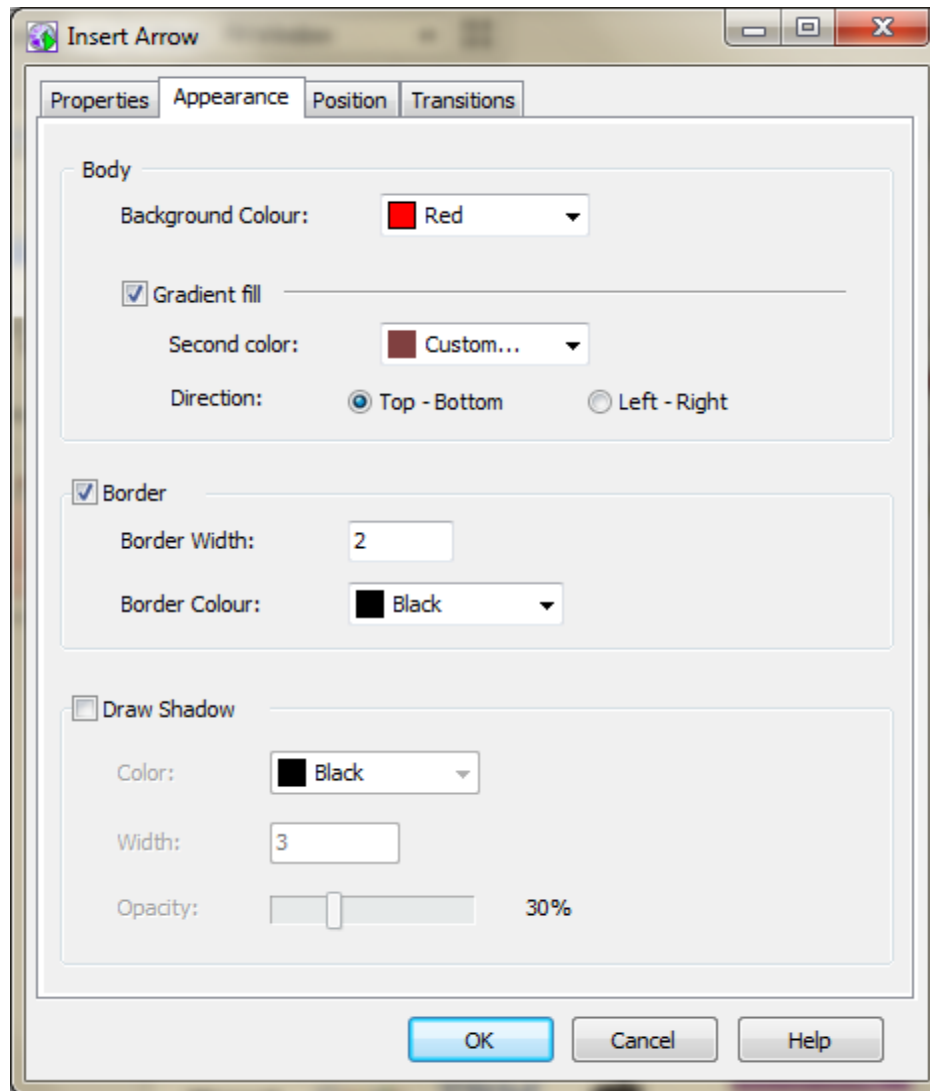 Insert Arrow
Properties Appearance Position Transitions
Body
Background Colour: Red
Gradient fill
Second color: Custom...
Direction: Top - Bottom Left - Right
Border
Border Width: 2
Border Colour: Black
Draw Shadow
Color: Black
Width: 3
Opacity: 30%
OK Cancel Help